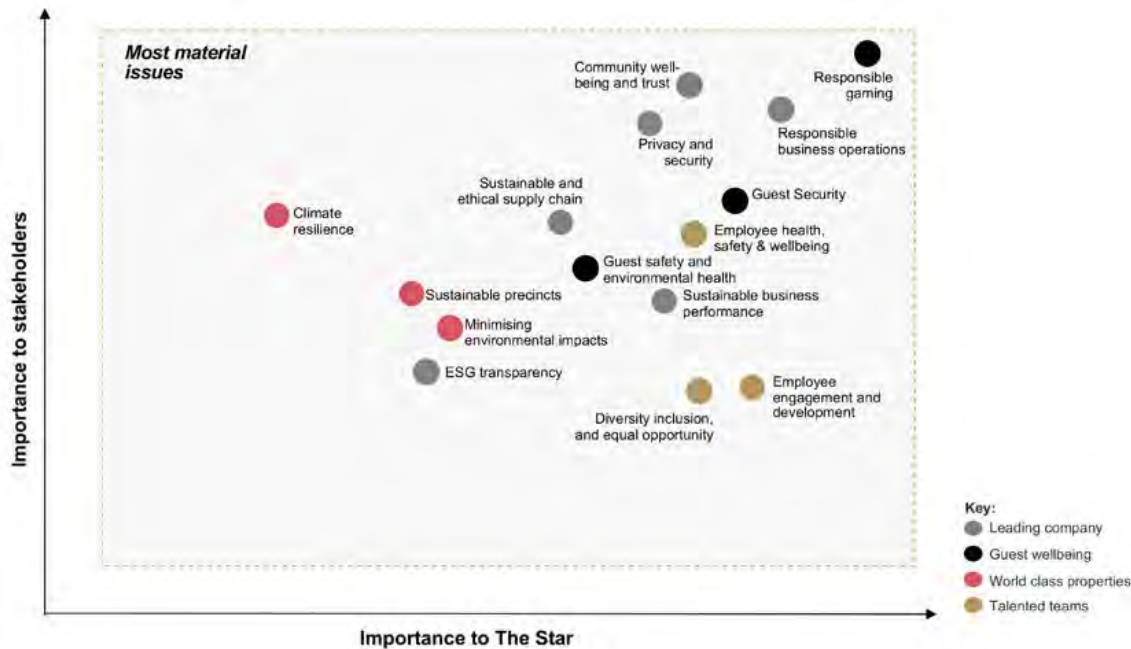 Most material
issues
Community well-
being and trust
Responsible
gaming
Privacy and
security
Responsible
business operations
Sustainable and
ethical supply chain
Guest Security
Climate
resilience
Employee health,
safety & wellbeing
Guest safety and
environmental health
Sustainable precincts
Sustainable business
performance
Minimising
environmental impacts
ESG transparency
Employee
engagement and
development
Diversity inclusion,
and equal opportunity
Importance to stakeholders
Importance to The Star
Key:
Leading company
Guest wellbeing
World class properties
Talented teams